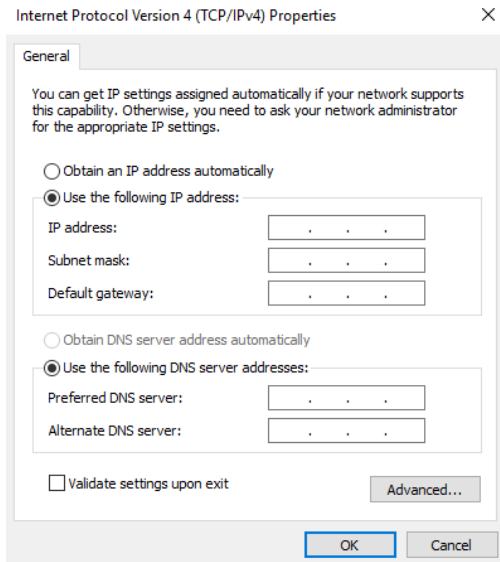 Internet Protocol Version 4 (TCP/IPv4) Properties
General
You can get IP settings assigned automatically if your network supports
this capability. Otherwise, you need to ask your network administrator
for the appropriate IP settings.
Obtain an IP address automatically
Use the following IP address:
IP address:
. . .
Subnet mask:
. . .
Default gateway:
. . .
Obtain DNS server address automatically
Use the following DNS server addresses:
Preferred DNS server:
. . .
Alternate DNS server:
. . .
Validate settings upon exit
Advanced...
OK
Cancel